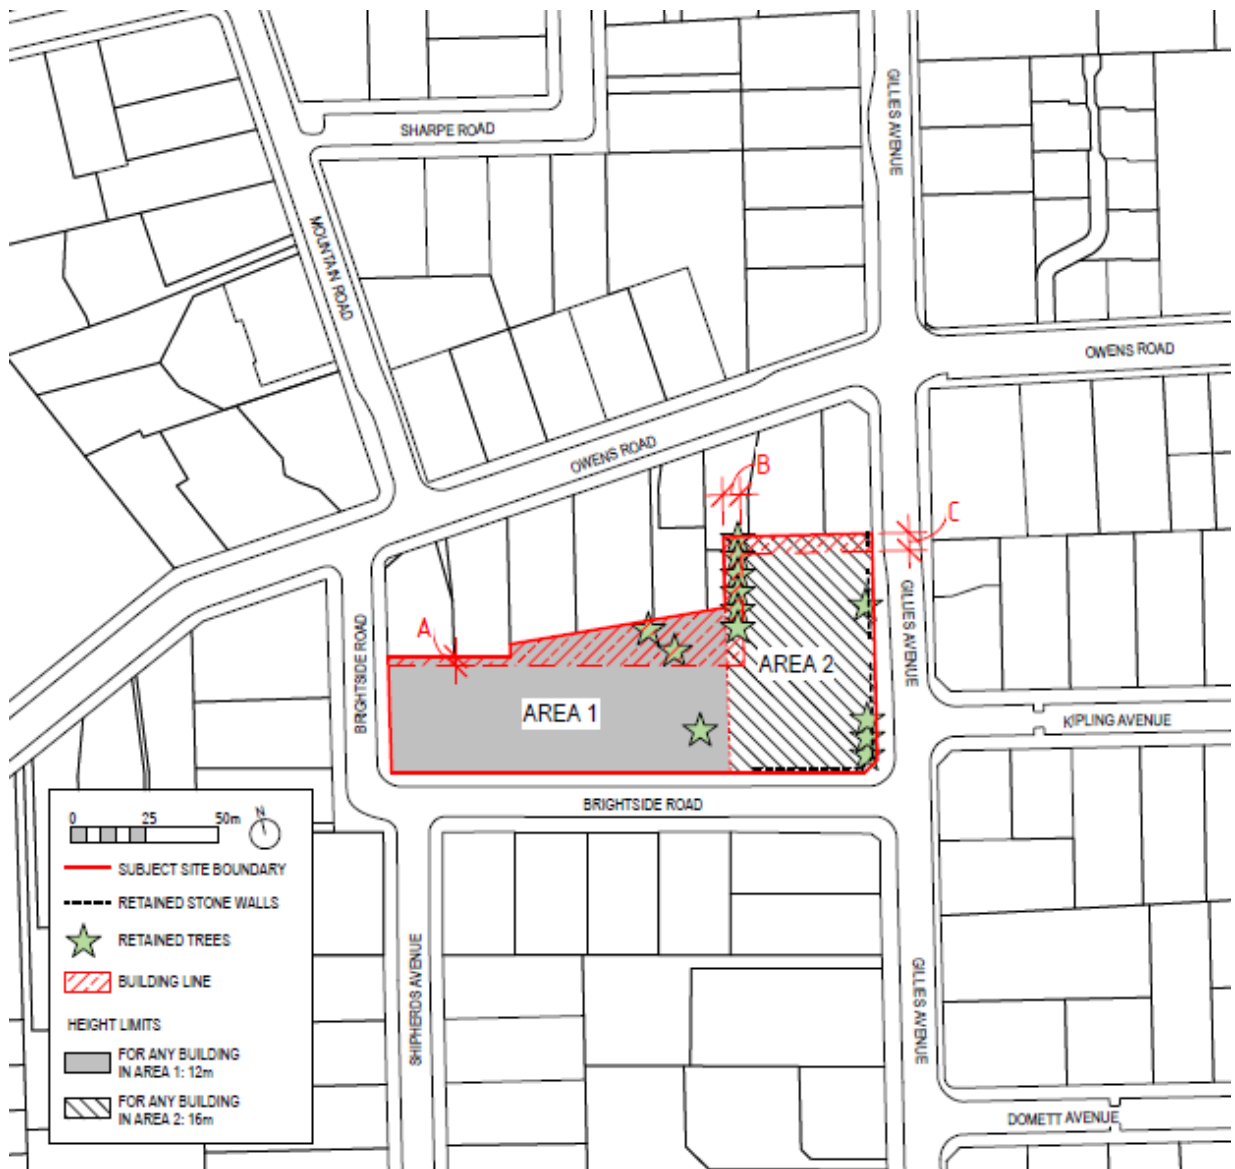 GILLIES AVENUE
SHARPE ROAD
MOUNTAIN ROAD
OWENS ROAD
OWENS ROAD
B
C
A
BRIGHTSIDE ROAD
GILLIES AVENUE
AREA 2
AREA 1
KIPLING AVENUE
BRIGHTSIDE ROAD
SHIPHERDS AVENUE
GILLIES AVENUE
DOMETT AVENUE
0 25 50m
N
SUBJECT SITE BOUNDARY
RETAINED STONE WALLS
RETAINED TREES
BUILDING LINE
HEIGHT LIMITS
FOR ANY BUILDING
IN AREA 1: 12m
FOR ANY BUILDING
IN AREA 2: 16m